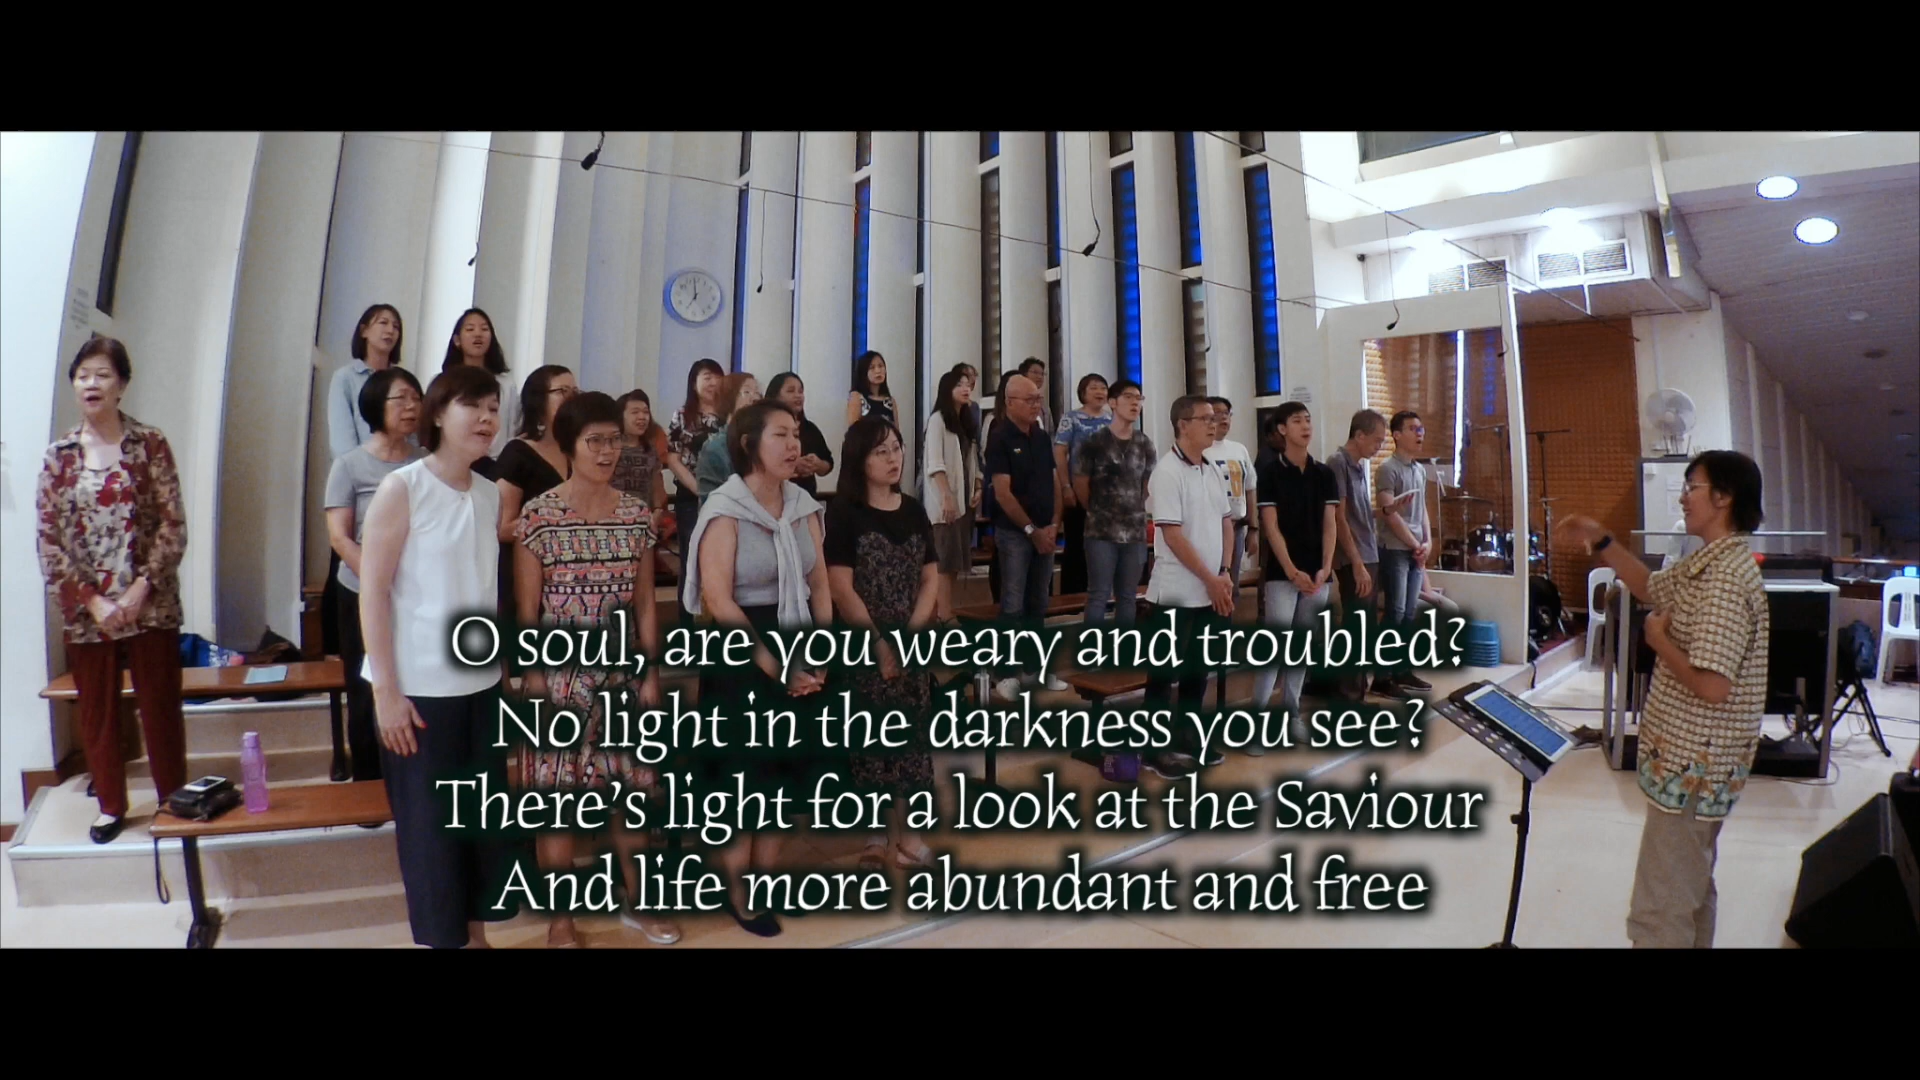 O soul, are you weary and troubled?
No light in the darkness you see?
There's light for a look at the Saviour
And life more abundant and free